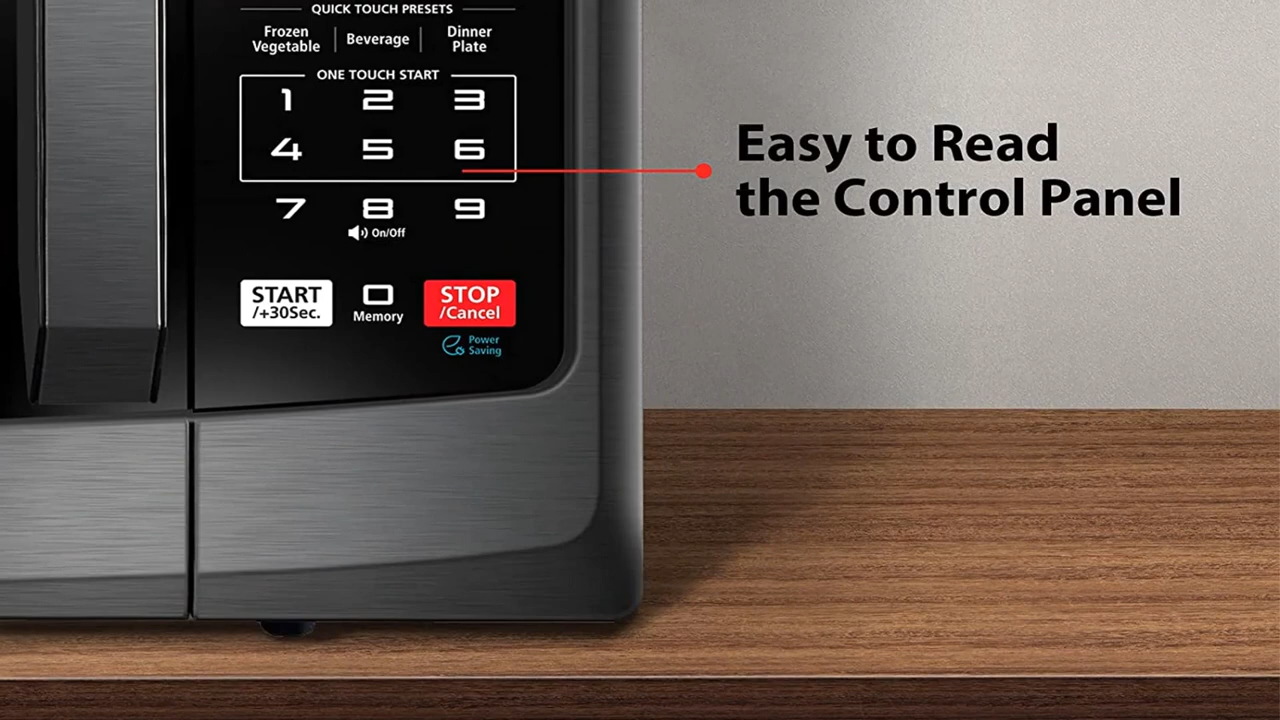 QUICK TOUCH PRESETS
Frozen Vegetable
Beverage
Dinner Plate
ONE TOUCH START
1 2 3
4 5 6
7 8 9
On/Off
START /+30Sec.
Memory
STOP /Cancel
Power Saving
Easy to Read
the Control Panel